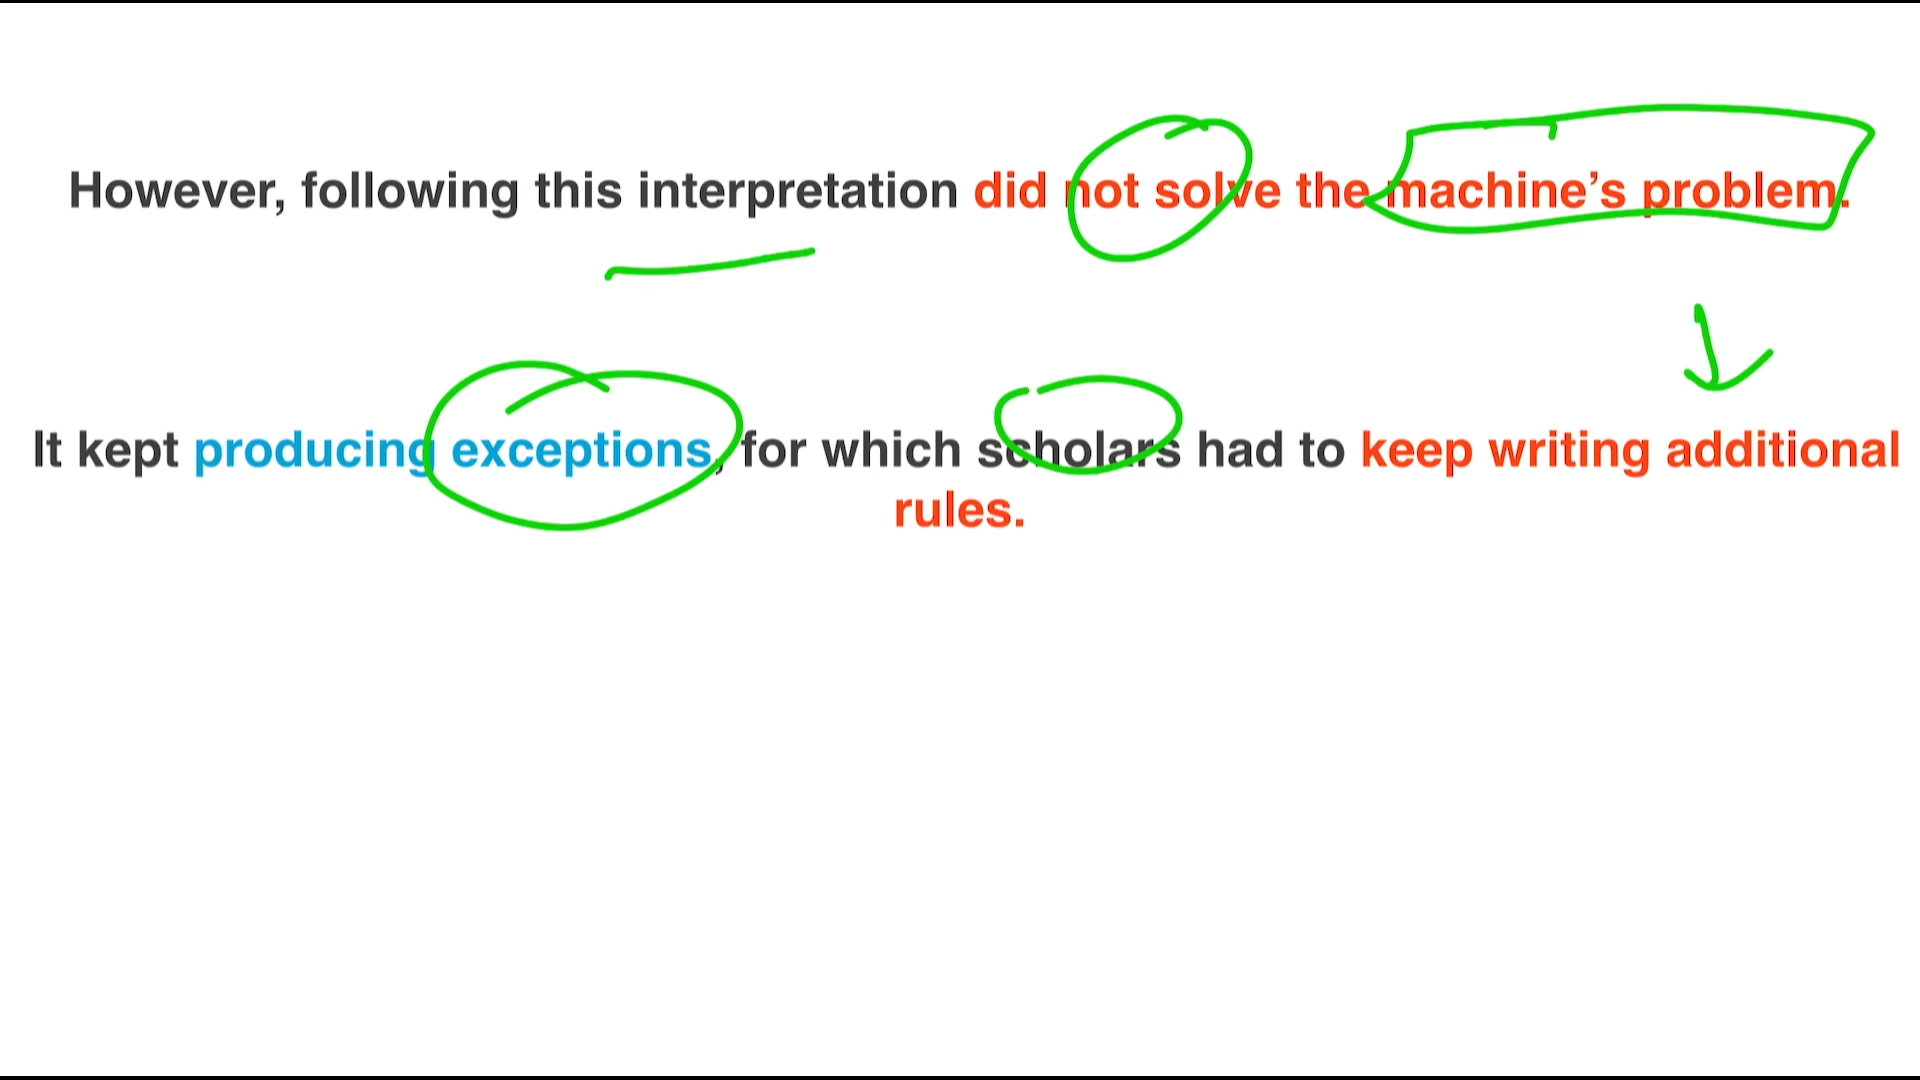 However, following this interpretation did not solve the machine’s problem.
It kept producing exceptions, for which scholars had to keep writing additional
rules.